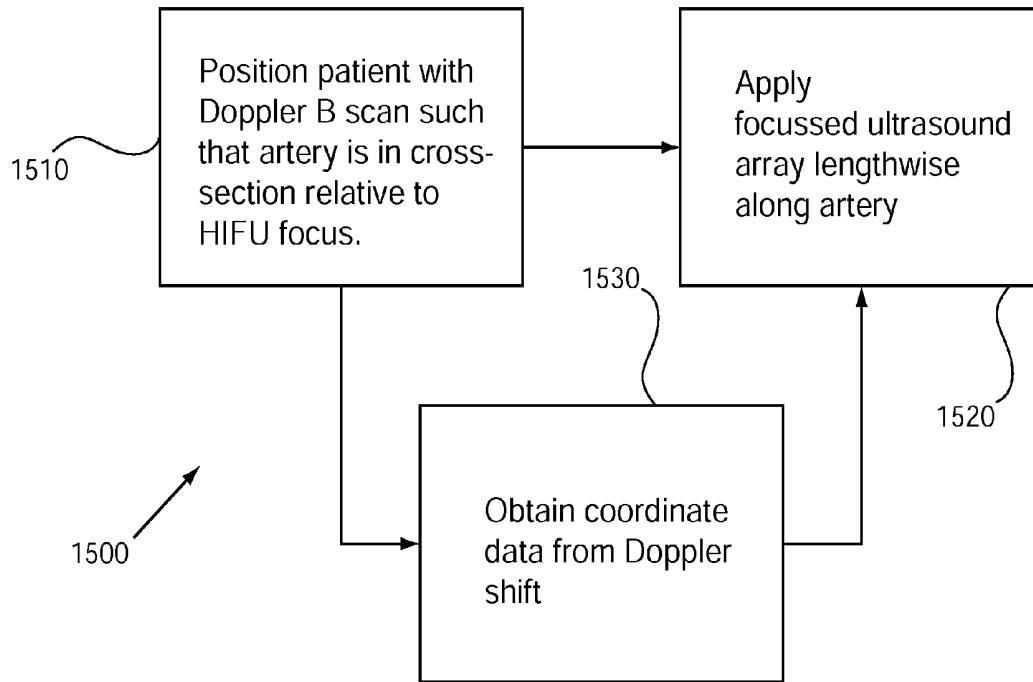 Position patient with
Doppler B scan such
that artery is in cross-
section relative to
HIFU focus.
1510
Apply
focussed ultrasound
array lengthwise
along artery
1530
1520
Obtain coordinate
data from Doppler
shift
1500